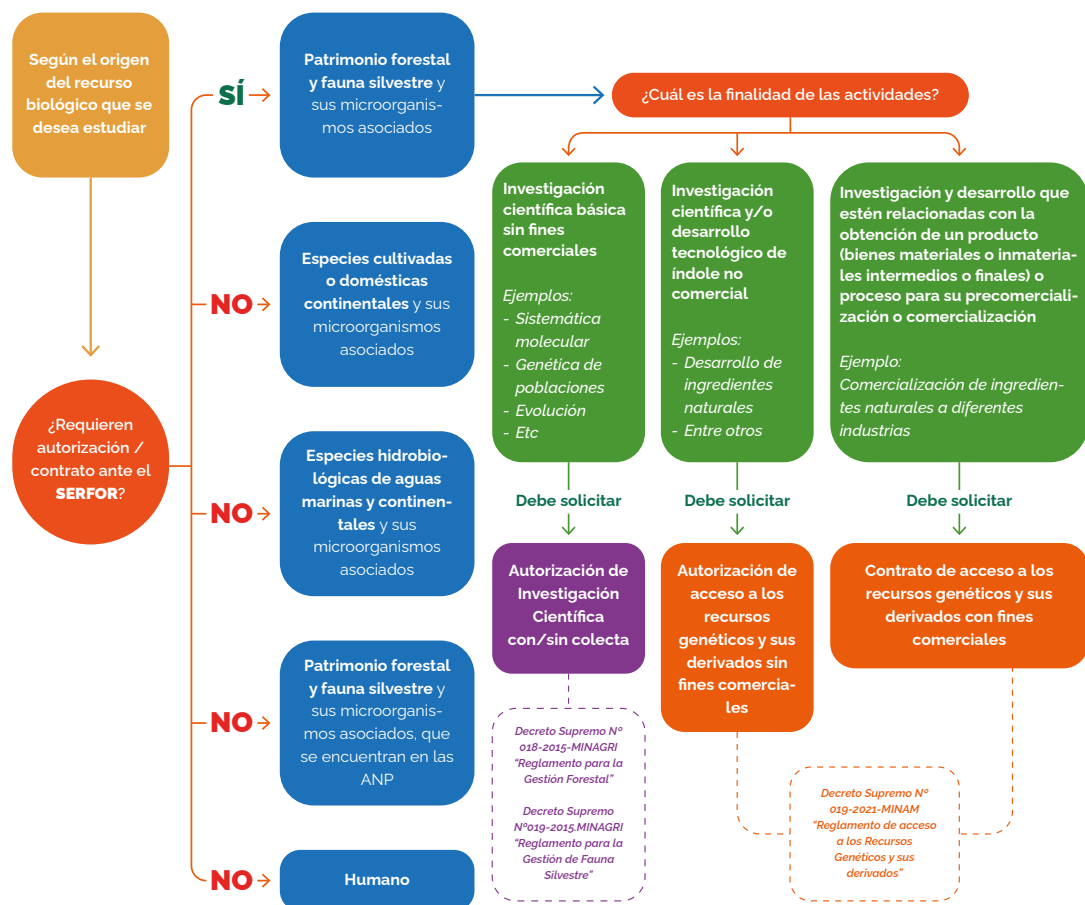 Según el origen
del recurso
biológico que se
desea estudiar
¿Requieren
autorización /
contrato ante el
SERFOR?
SÍ
Patrimonio forestal
y fauna silvestre y
sus microorganis-
mos asociados
NO
Especies cultivadas
o domésticas
continentales y sus
microorganismos
asociados
NO
Especies hidrobio-
lógicas de aguas
marinas y continen-
tales y sus
microorganismos
asociados
NO
Patrimonio forestal
y fauna silvestre y
sus microorganis-
mos asociados, que
se encuentran en las
ANP
NO
Humano
¿Cuál es la finalidad de las actividades?
Investigación
científica básica
sin fines
comerciales
Ejemplos:
- Sistemática
molecular
- Genética de
poblaciones
- Evolución
- Etc
Debe solicitar
Autorización de
Investigación
Científica
con/sin colecta
Decreto Supremo Nº
018-2015-MINAGRI
"Reglamento para la
Gestión Forestal"
Decreto Supremo
Nº019-2015.MINAGRI
"Reglamento para la
Gestión de Fauna
Silvestre"
Investigación
científica y/o
desarrollo
tecnológico de
índole no
comercial
Ejemplos:
- Desarrollo de
ingredientes
naturales
- Entre otros
Debe solicitar
Autorización de
acceso a los
recursos
genéticos y sus
derivados sin
fines comercia-
les
Investigación y desarrollo que
estén relacionadas con la
obtención de un producto
(bienes materiales o inmateria-
les intermedios o finales) o
proceso para su precomerciali-
zación o comercialización
Ejemplo:
Comercialización de ingredien-
tes naturales a diferentes
industrias
Debe solicitar
Contrato de acceso a los
recursos genéticos y sus
derivados con fines
comerciales
Decreto Supremo Nº
019-2021-MINAM
"Reglamento de acceso
a los Recursos
Genéticos y sus
derivados"